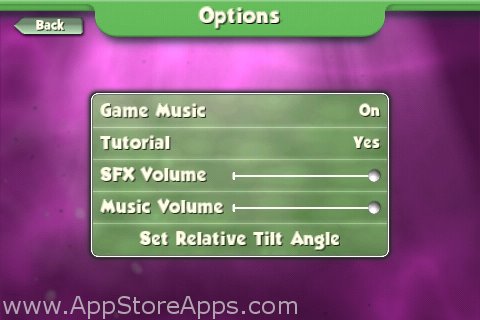 Options
Back
Game Music On
Tutorial Yes
SFX Volume
Music Volume
Set Relative Tilt Angle
www.AppStoreApps.com